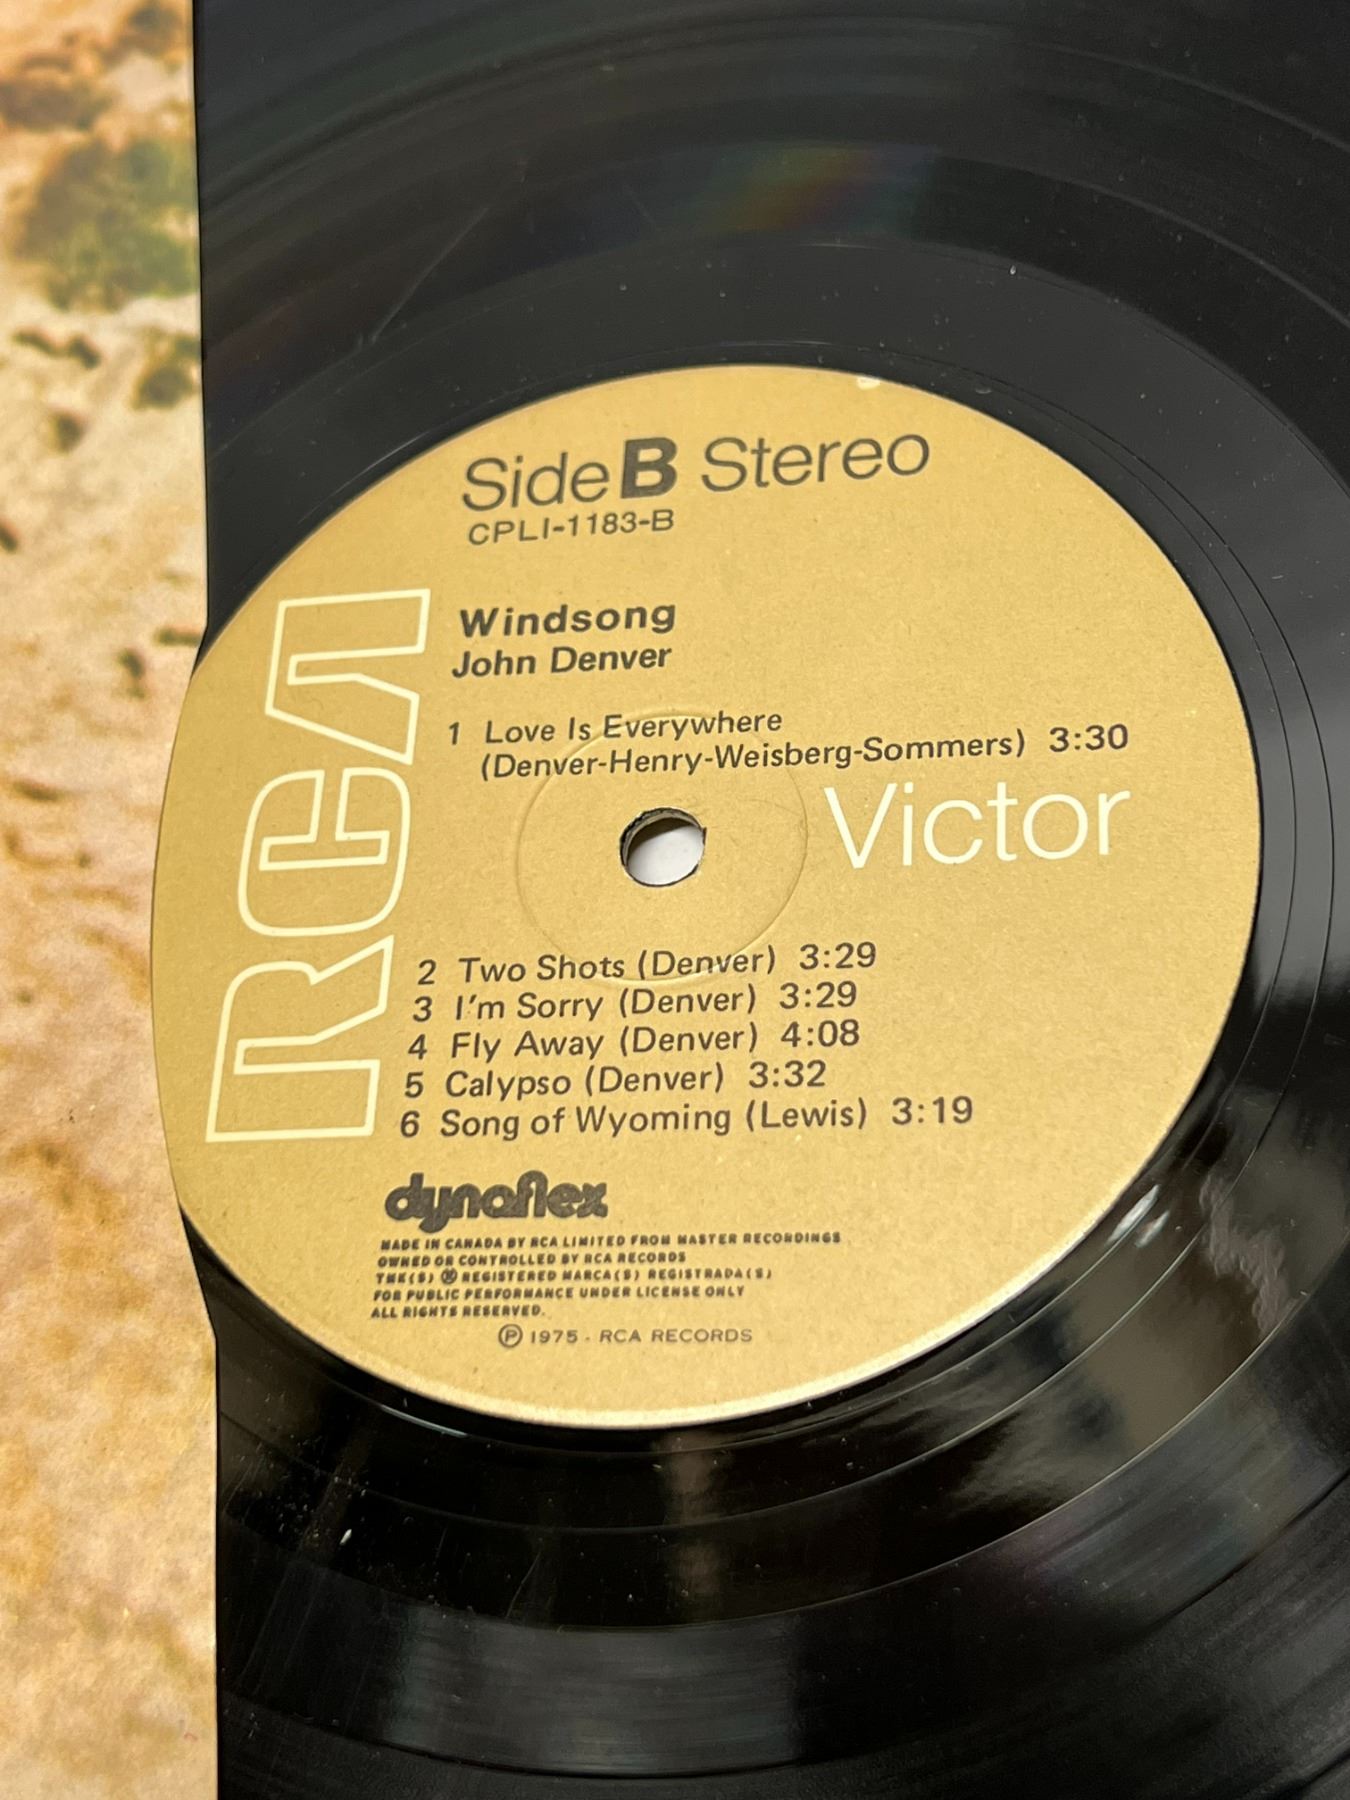 Side B Stereo
CPLI-1183-B
Windsong
John Denver
1 Love Is Everywhere
(Denver-Henry-Weisberg-Sommers) 3:30
RCA
Victor
2 Two Shots (Denver) 3:29
3 I'm Sorry (Denver) 3:29
4 Fly Away (Denver) 4:08
5 Calypso (Denver) 3:32
6 Song of Wyoming (Lewis) 3:19
dynaflex
MADE IN CANADA BY RCA LIMITED FROM MASTER RECORDINGS
OWNED OR CONTROLLED BY RCA RECORDS
TMK(S) ® REGISTERED MARCA(S) REGISTRADA(S)
FOR PUBLIC PERFORMANCE UNDER LICENSE ONLY
ALL RIGHTS RESERVED.
℗ 1975 - RCA RECORDS